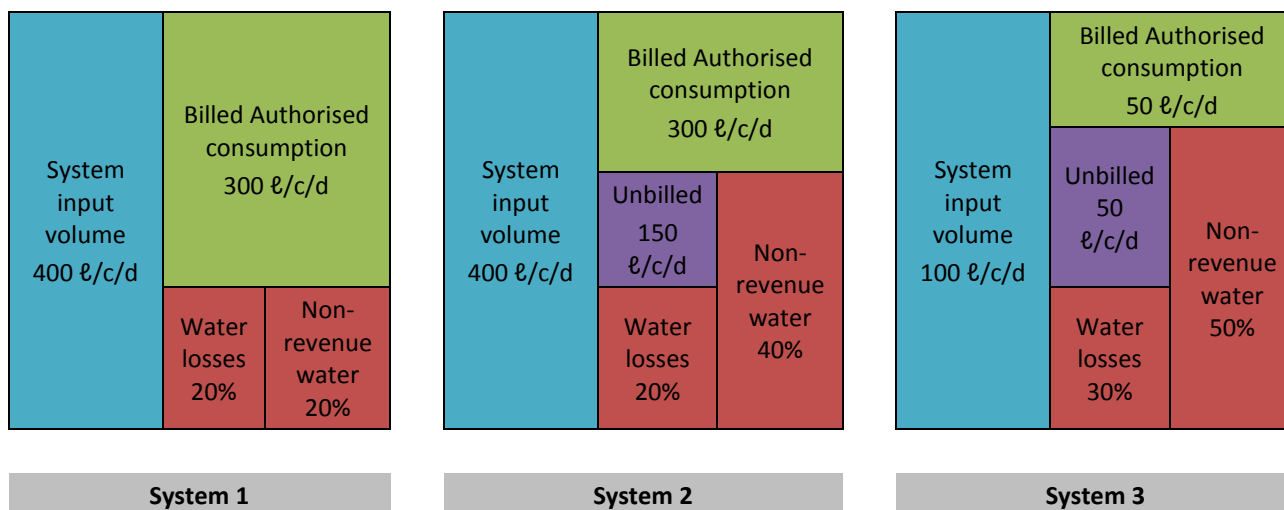 System
input
volume
400 ℓ/c/d
Billed Authorised
consumption
300 ℓ/c/d
Water
losses
20%
Non-
revenue
water
20%
System 1
System
input
volume
400 ℓ/c/d
Billed Authorised
consumption
300 ℓ/c/d
Unbilled
150
ℓ/c/d
Water
losses
20%
Non-
revenue
water
40%
System 2
System
input
volume
100 ℓ/c/d
Billed Authorised
consumption
50 ℓ/c/d
Unbilled
50
ℓ/c/d
Water
losses
30%
Non-
revenue
water
50%
System 3